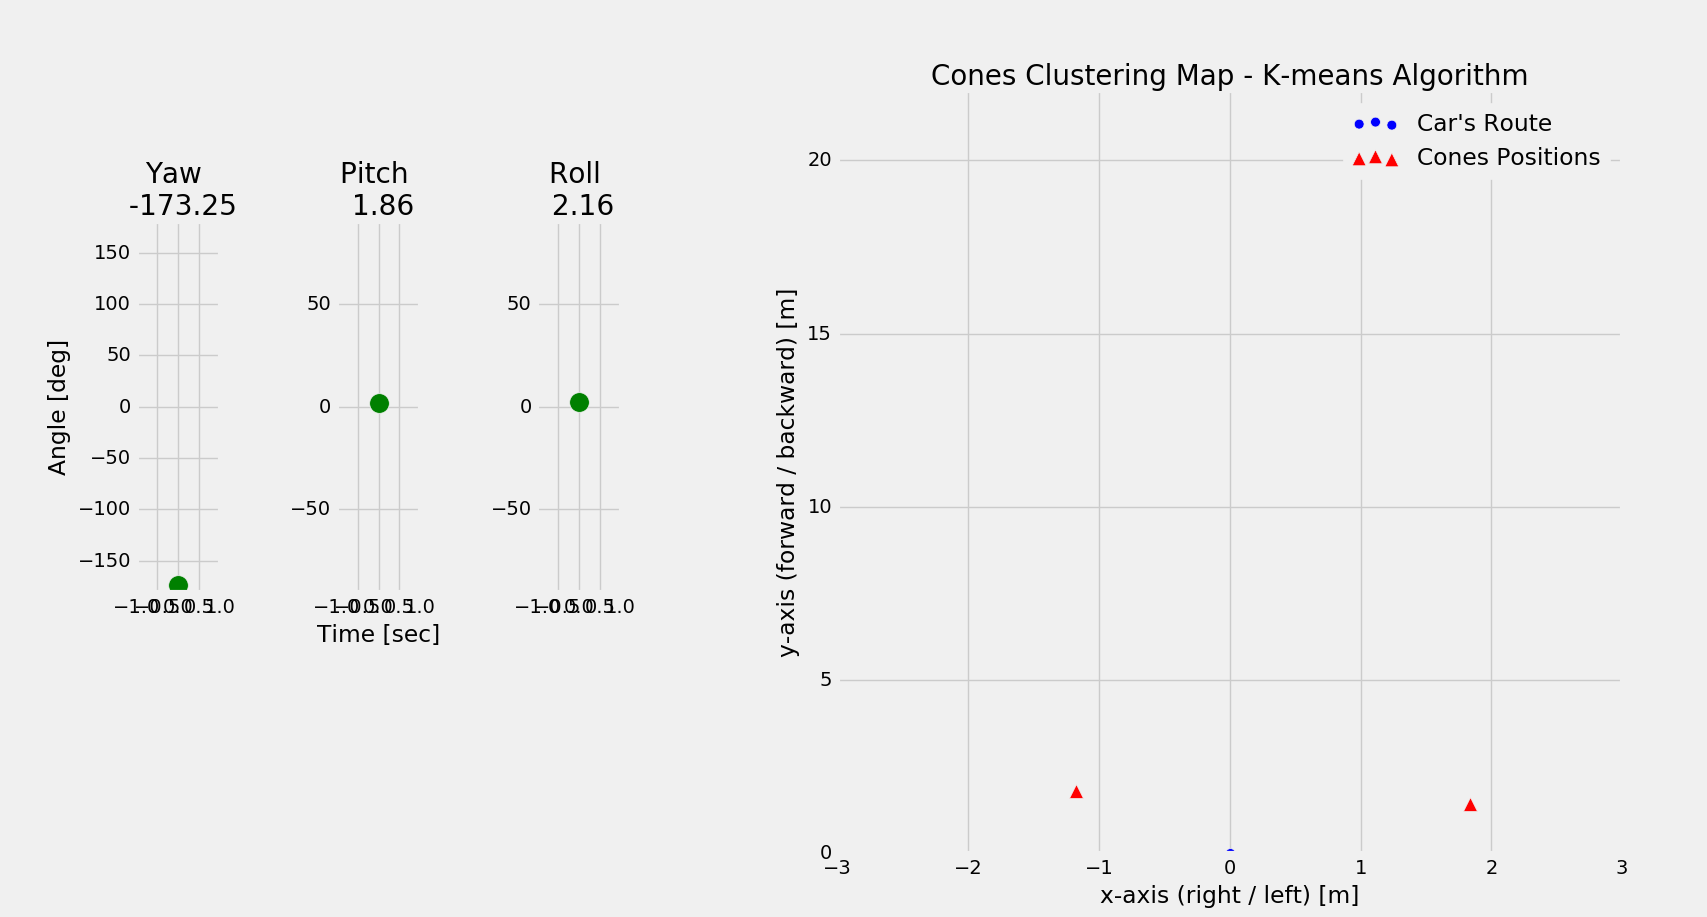 Cones Clustering Map - K-means Algorithm
Car's Route
Cones Positions
Yaw
-173.25
Pitch
1.86
Roll
2.16
Angle [deg]
150
100
50
0
−50
−100
−150
50
0
−50
50
0
−50
Time [sec]
y-axis (forward / backward) [m]
20
15
10
5
0
−3 −2 −1 0 1 2 3
x-axis (right / left) [m]